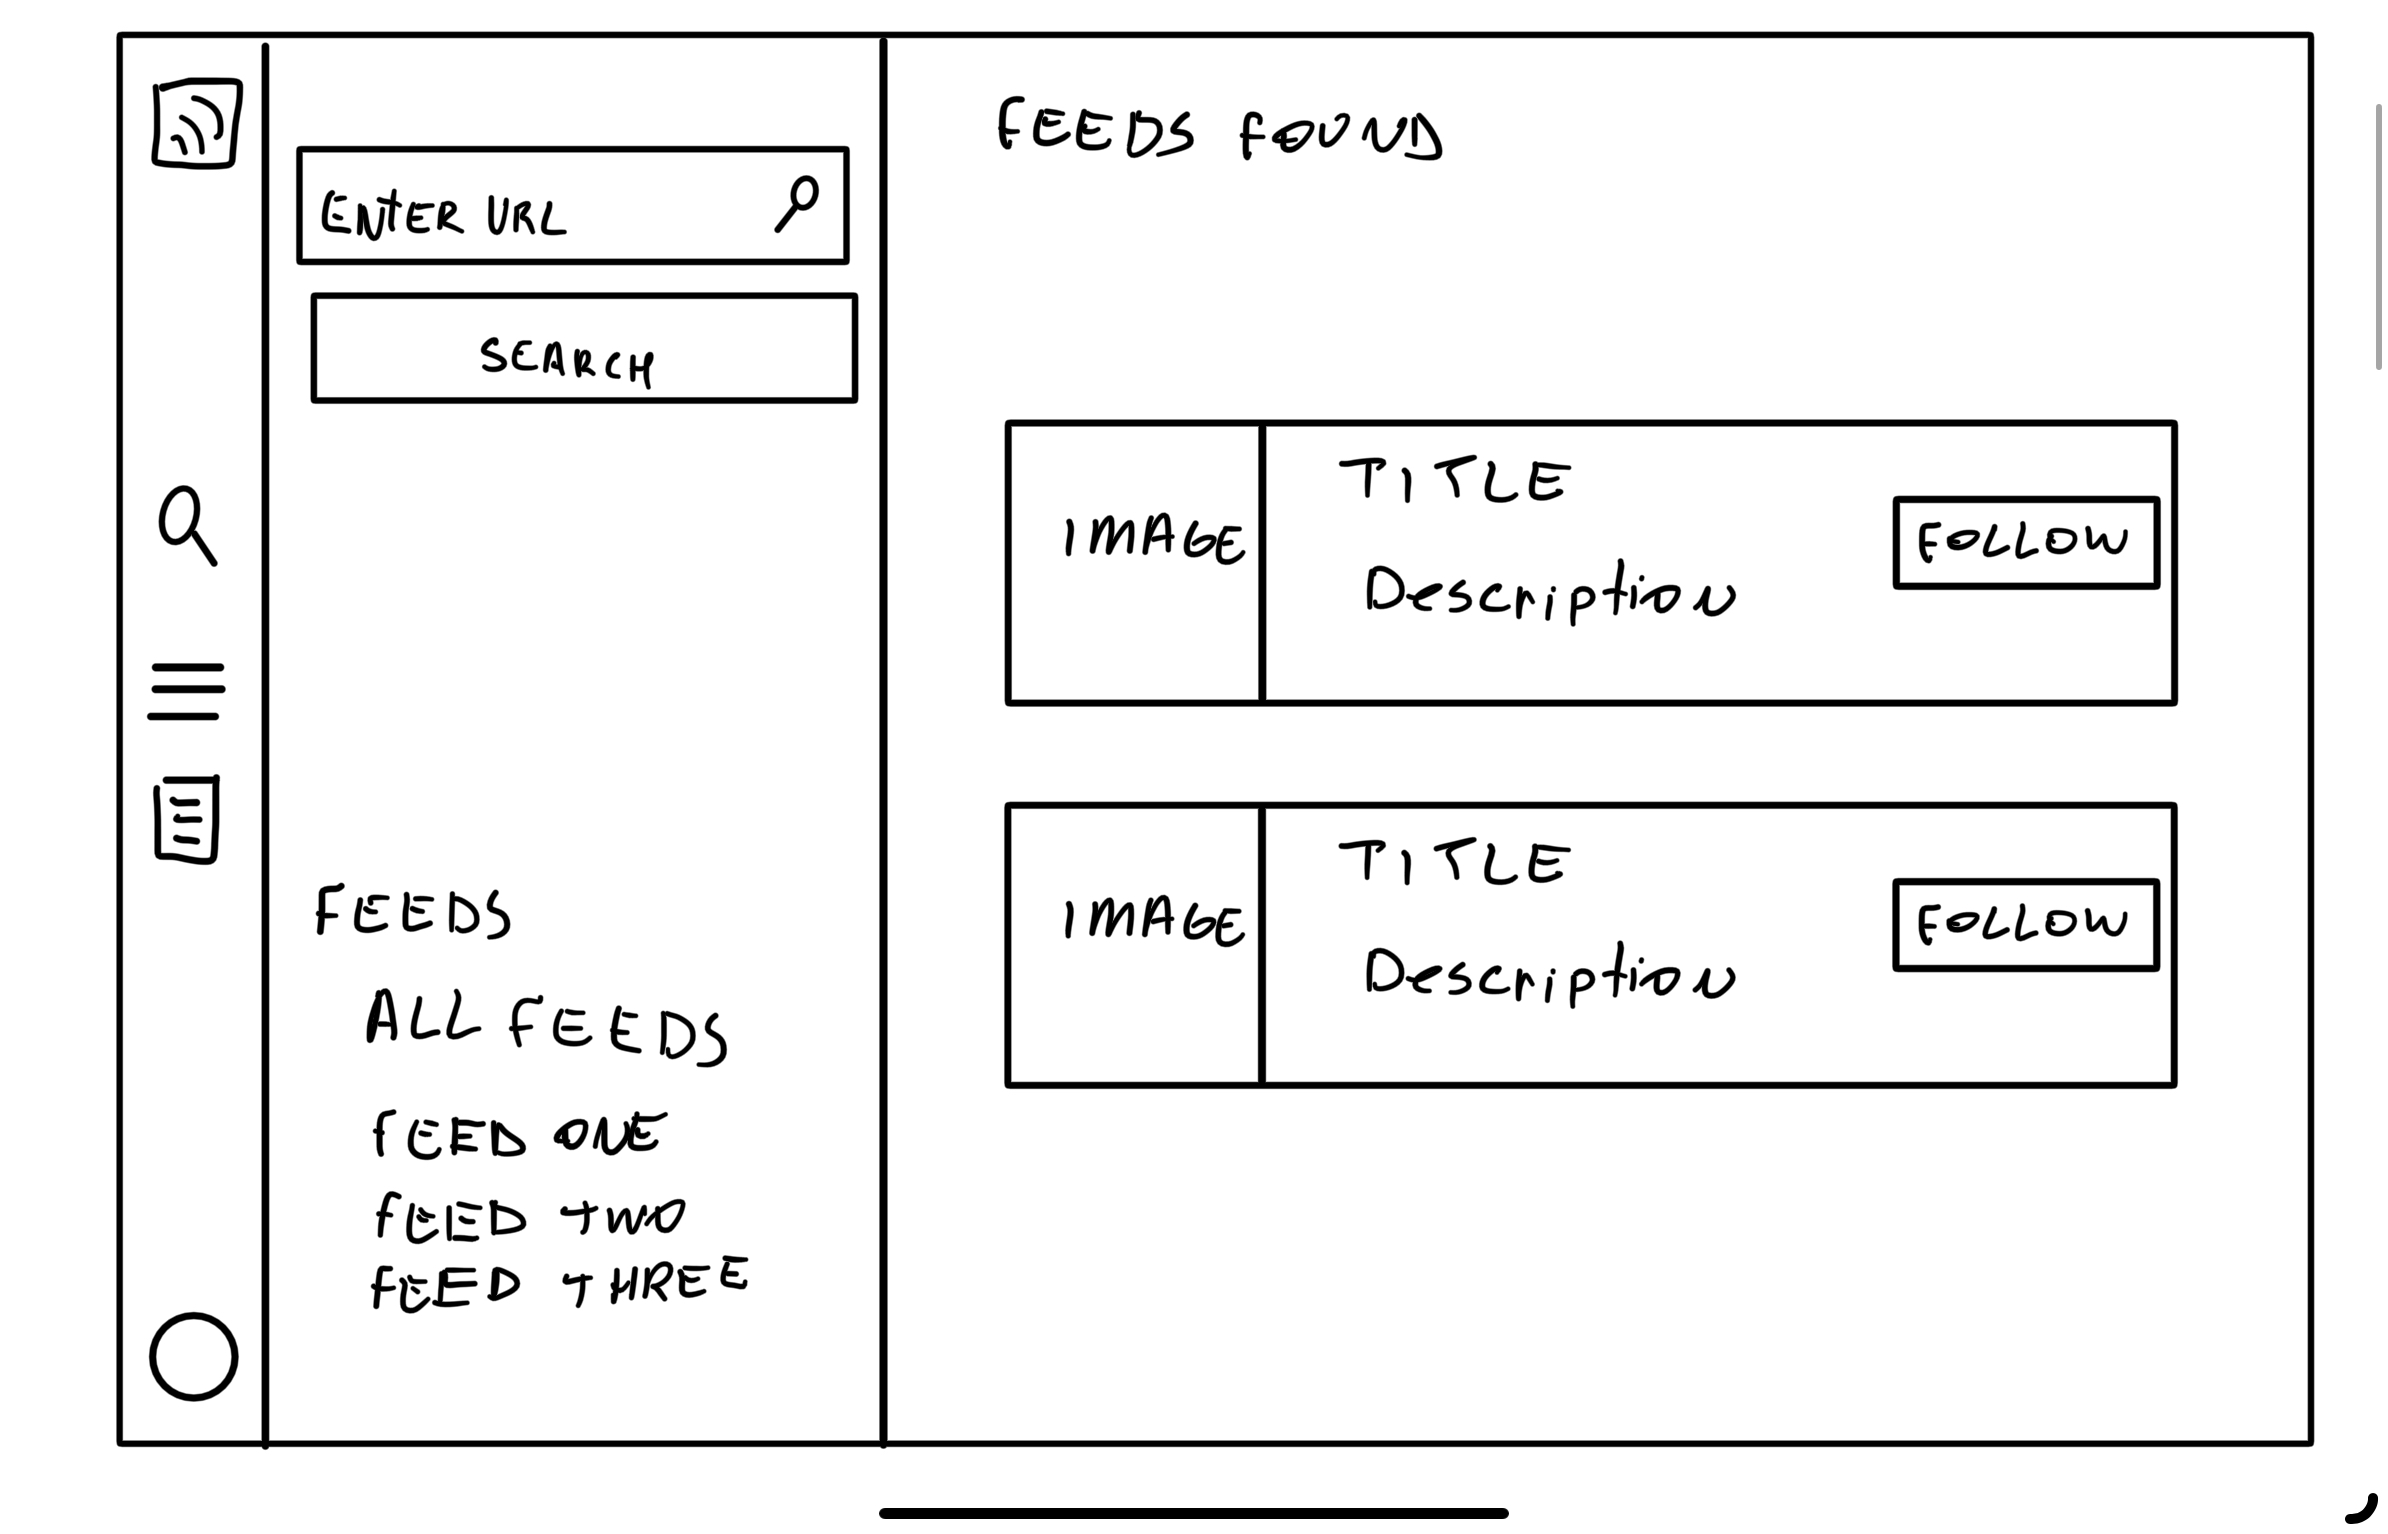 ENTER URL
SEARCH
FEEDS
ALL FEEDS
FEED ONE
FEED TWO
FEED THREE
FEEDS FOUND
IMAGE
TITLE
Description
FOLLOW
IMAGE
TITLE
Description
FOLLOW